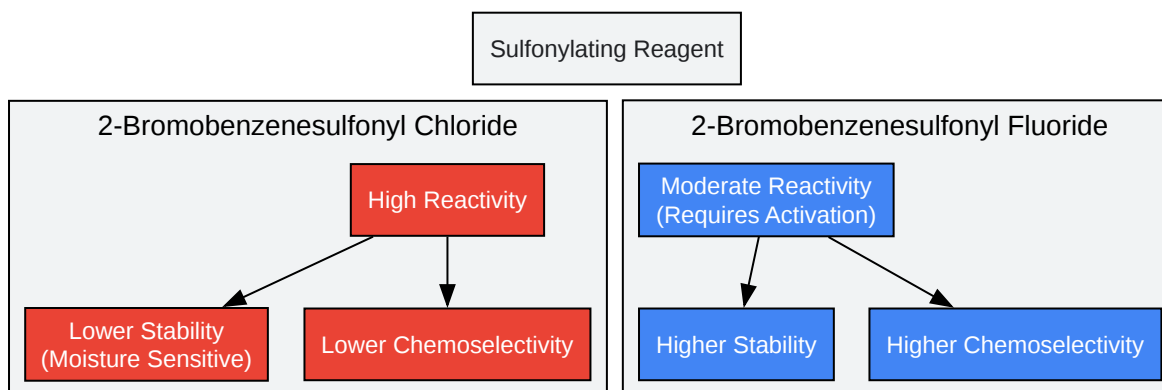 Sulfonylating Reagent
2-Bromobenzenesulfonyl Chloride
High Reactivity
Lower Stability
(Moisture Sensitive)
Lower Chemoselectivity
2-Bromobenzenesulfonyl Fluoride
Moderate Reactivity
(Requires Activation)
Higher Stability
Higher Chemoselectivity